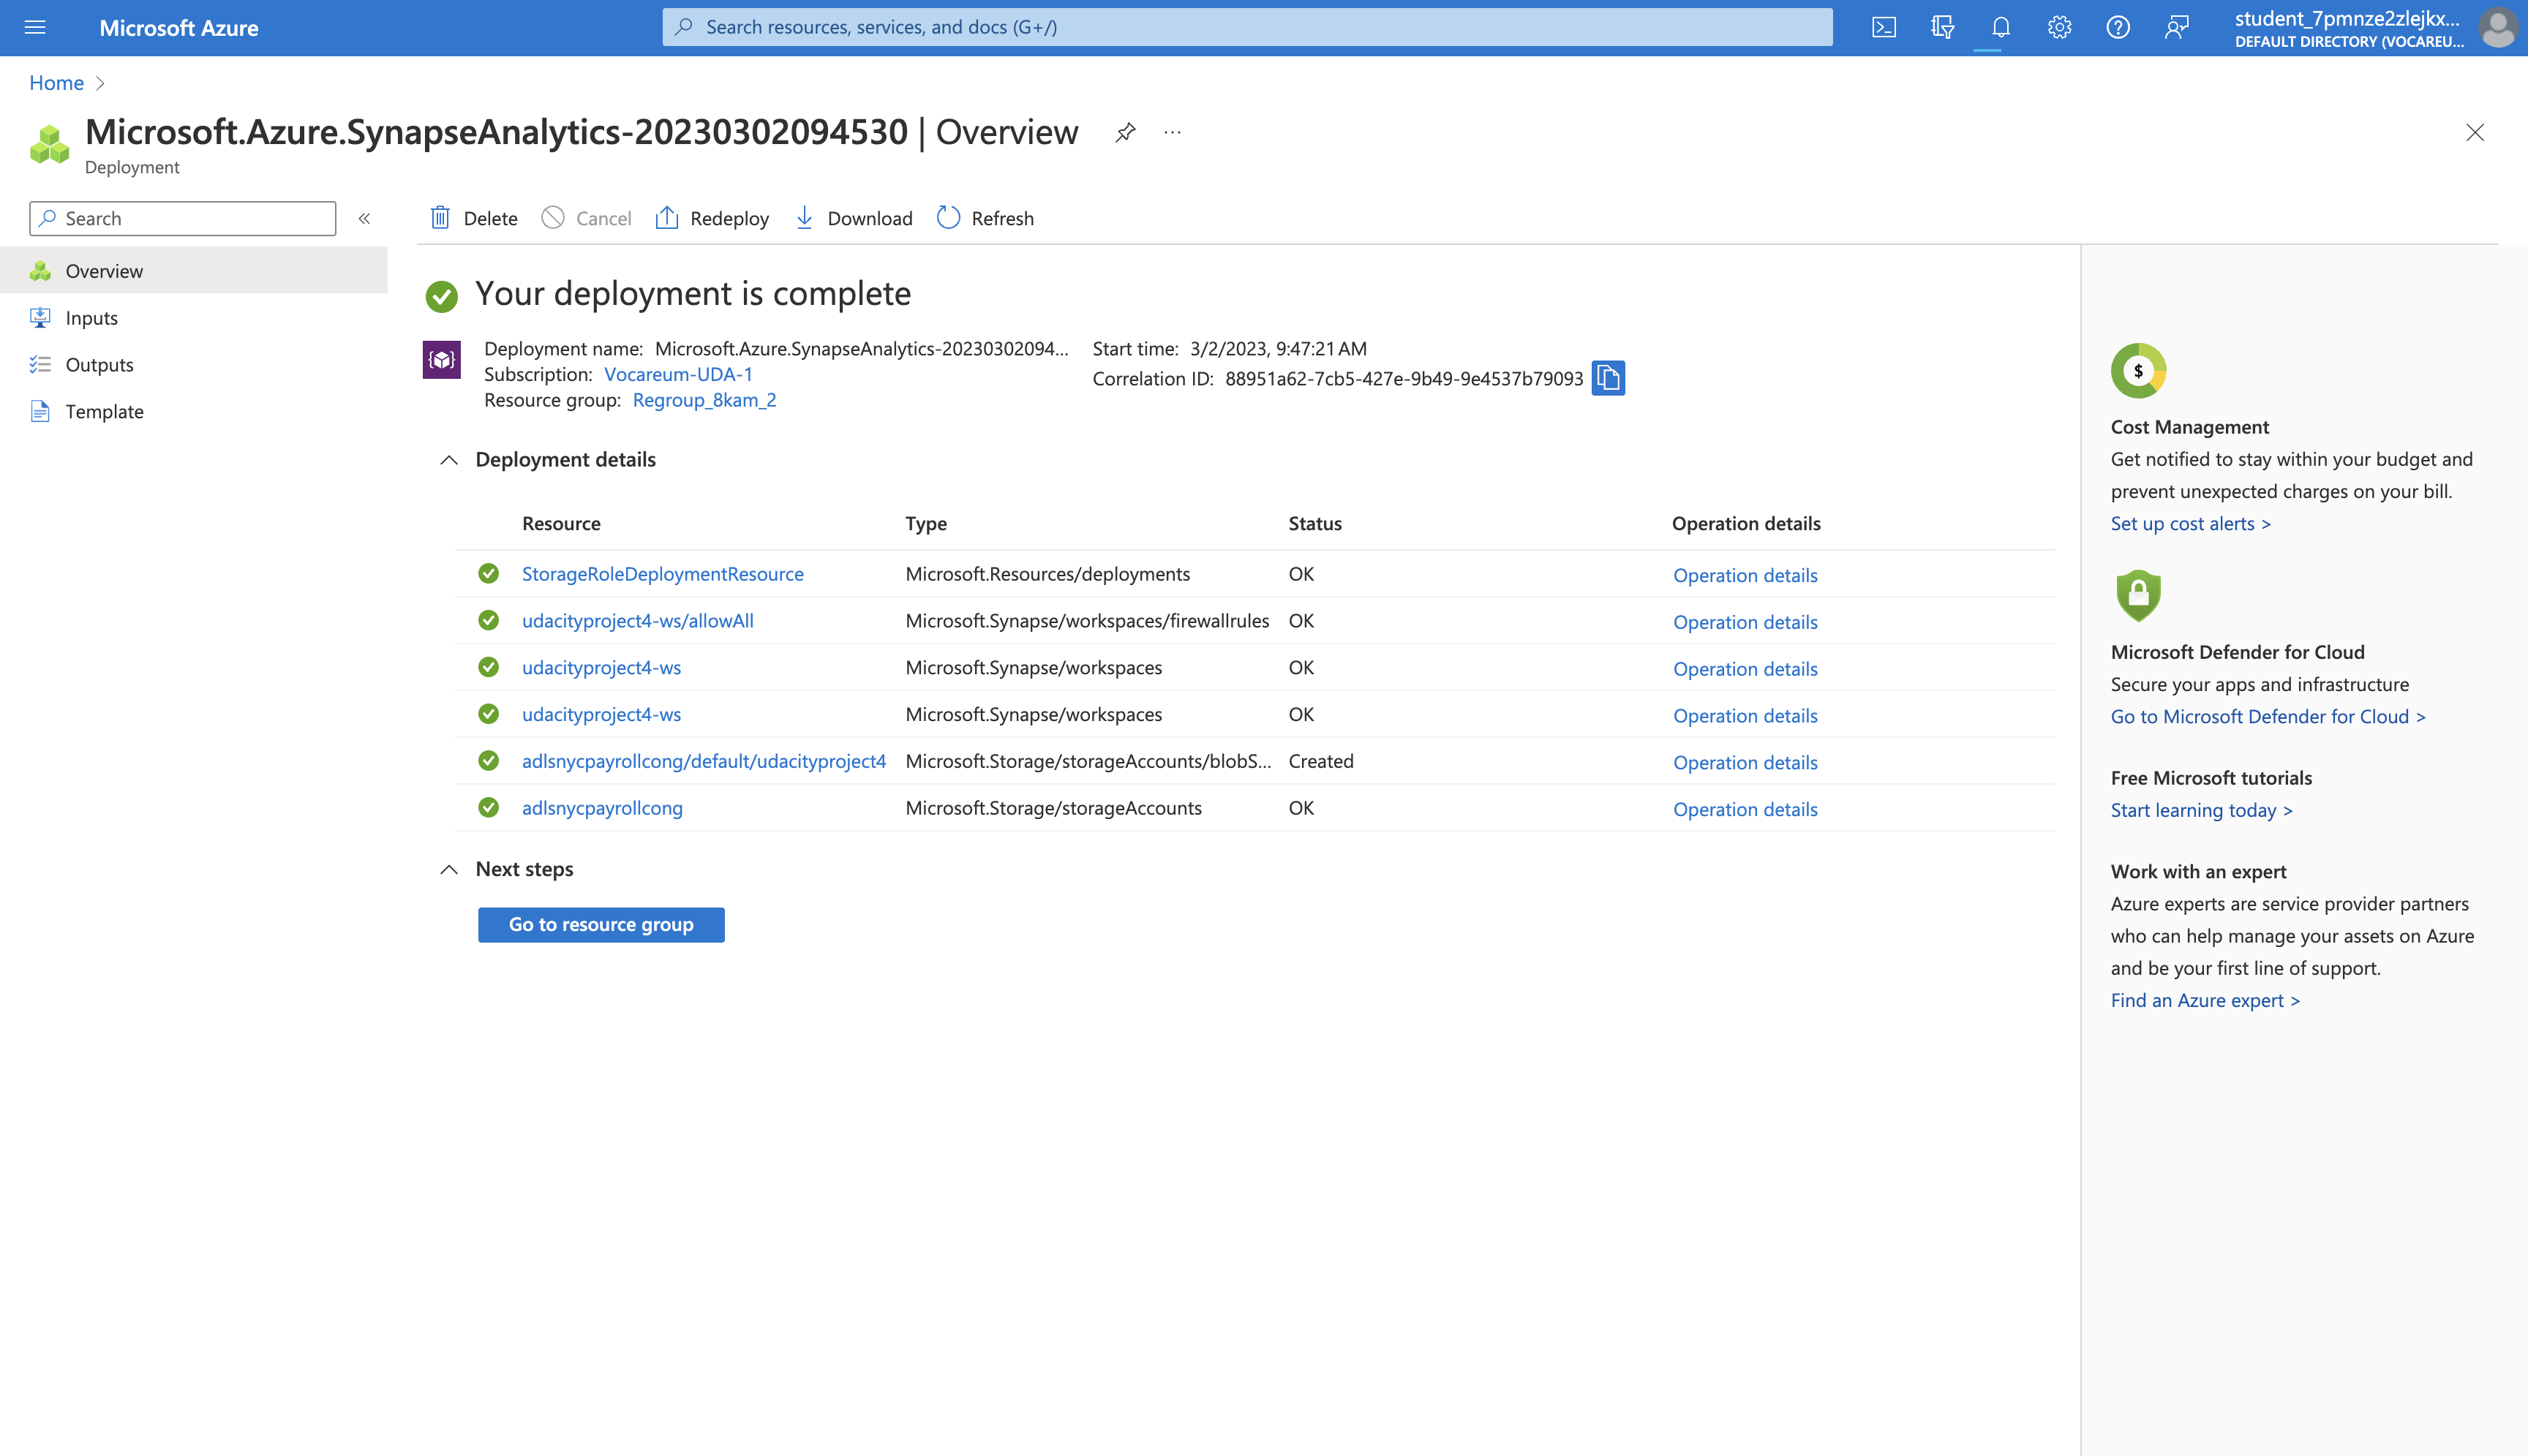 Microsoft Azure
Search resources, services, and docs (G+/)
student_7pmnze2zlejkx...
DEFAULT DIRECTORY (VOCAREU...
Home
Microsoft.Azure.SynapseAnalytics-20230302094530 | Overview
Deployment
Search
Delete
Cancel
Redeploy
Download
Refresh
Overview
Inputs
Outputs
Template
Your deployment is complete
Deployment name: Microsoft.Azure.SynapseAnalytics-20230302094...
Subscription: Vocareum-UDA-1
Resource group: Regroup_8kam_2
Start time: 3/2/2023, 9:47:21 AM
Correlation ID: 88951a62-7cb5-427e-9b49-9e4537b79093
Deployment details
Resource Type Status Operation details
StorageRoleDeploymentResource Microsoft.Resources/deployments OK Operation details
udacityproject4-ws/allowAll Microsoft.Synapse/workspaces/firewallrules OK Operation details
udacityproject4-ws Microsoft.Synapse/workspaces OK Operation details
udacityproject4-ws Microsoft.Synapse/workspaces OK Operation details
adlsnycpayrollcong/default/udacityproject4 Microsoft.Storage/storageAccounts/blobS... Created Operation details
adlsnycpayrollcong Microsoft.Storage/storageAccounts OK Operation details
Next steps
Go to resource group
$
Cost Management
Get notified to stay within your budget and
prevent unexpected charges on your bill.
Set up cost alerts >
Microsoft Defender for Cloud
Secure your apps and infrastructure
Go to Microsoft Defender for Cloud >
Free Microsoft tutorials
Start learning today >
Work with an expert
Azure experts are service provider partners
who can help manage your assets on Azure
and be your first line of support.
Find an Azure expert >